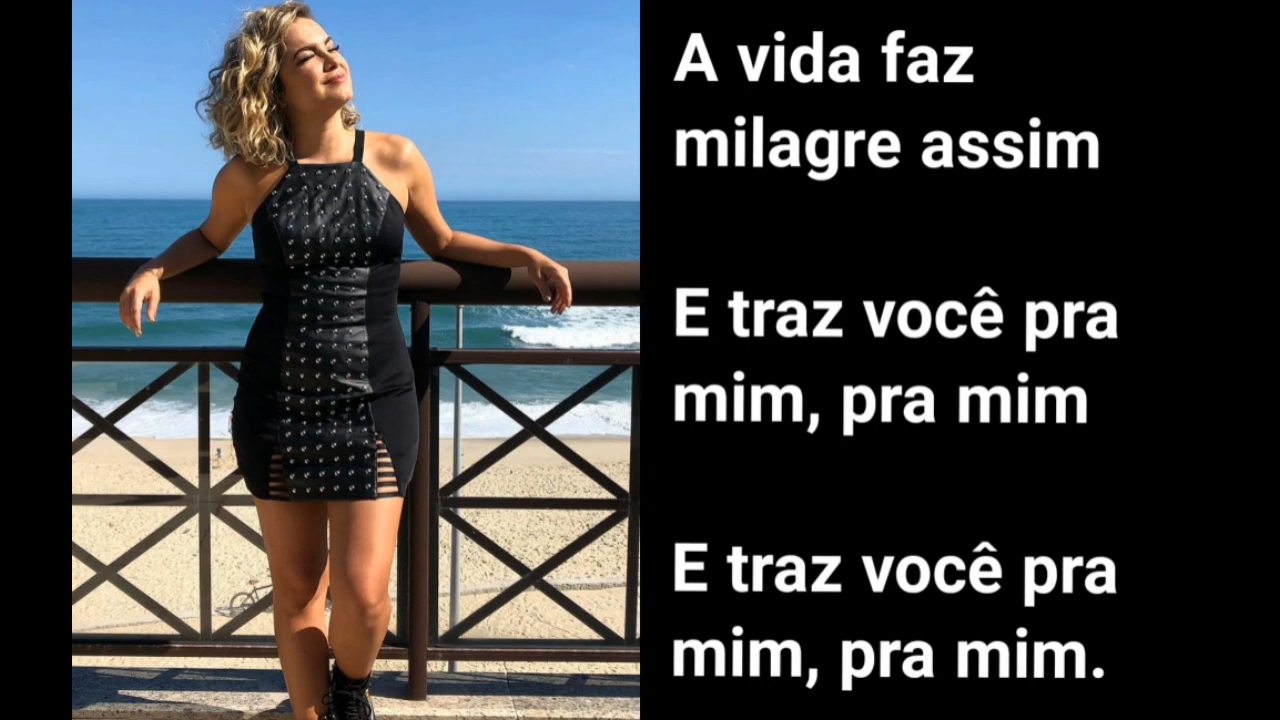 A vida faz
milagre assim
E traz você pra
mim, pra mim
E traz você pra
mim, pra mim.